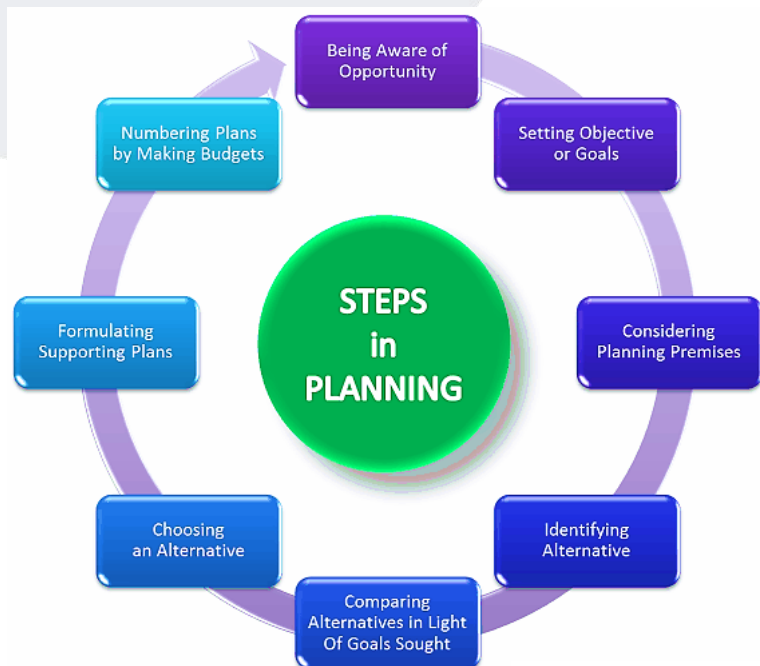 STEPS
in
PLANNING
Being Aware of
Opportunity
Setting Objective
or Goals
Considering
Planning Premises
Identifying
Alternative
Comparing
Alternatives in Light
Of Goals Sought
Choosing
an Alternative
Formulating
Supporting Plans
Numbering Plans
by Making Budgets